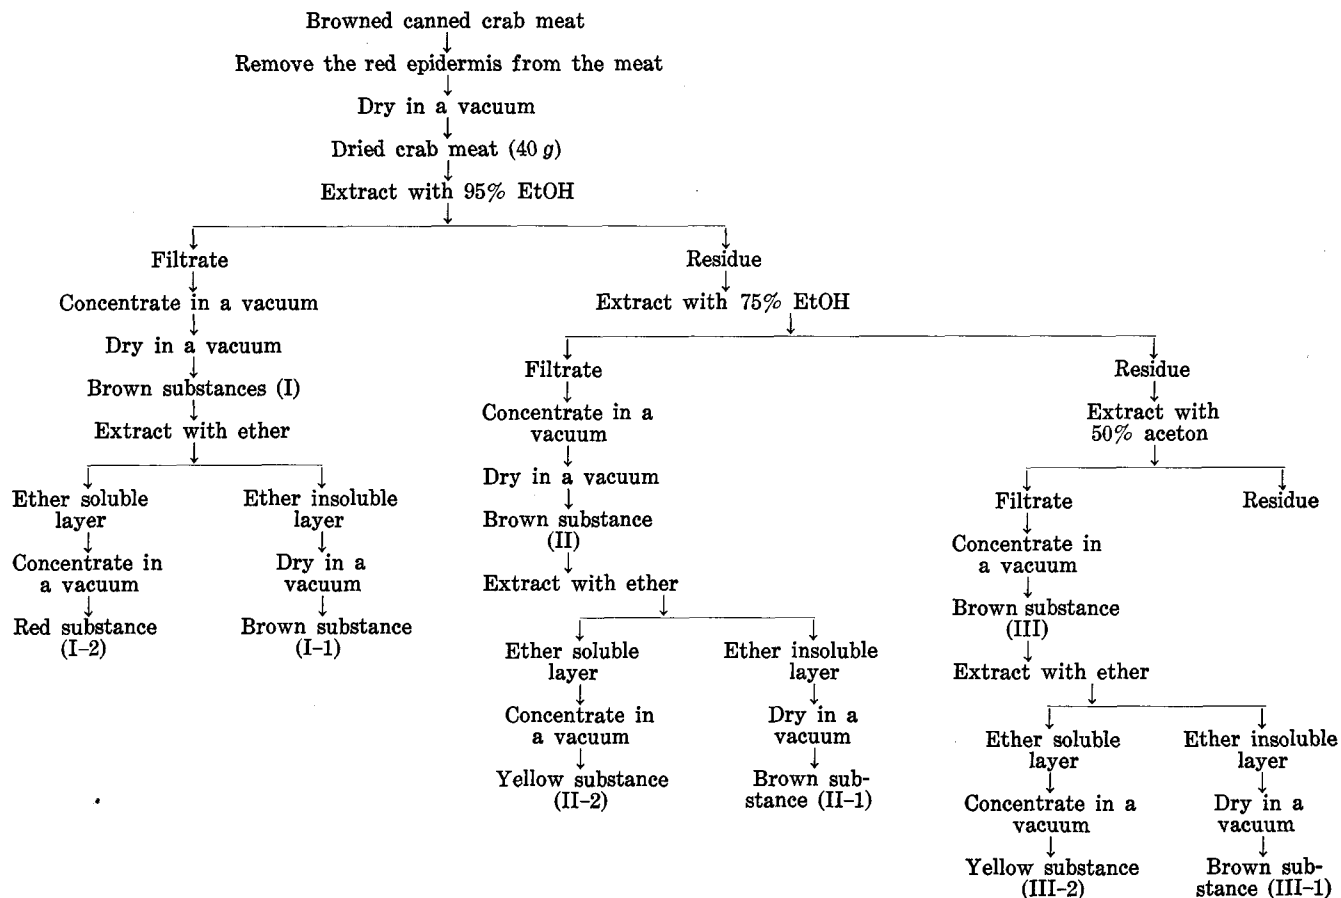 Browned canned crab meat
Remove the red epidermis from the meat
Dry in a vacuum
Dried crab meat (40 g)
Extract with 95% EtOH
Filtrate
Concentrate in a vacuum
Dry in a vacuum
Brown substances (I)
Extract with ether
Ether soluble
layer
Concentrate in
a vacuum
Red substance
(I-2)
Ether insoluble
layer
Dry in a
vacuum
Brown substance
(I-1)
Residue
Extract with 75% EtOH
Filtrate
Concentrate in a
vacuum
Dry in a vacuum
Brown substance
(II)
Extract with ether
Ether soluble
layer
Concentrate in
a vacuum
Yellow substance
(II-2)
Ether insoluble
layer
Dry in a
vacuum
Brown sub-
stance (II-1)
Residue
Extract with
50% aceton
Filtrate
Concentrate in
a vacuum
Brown substance
(III)
Extract with ether
Ether soluble
layer
Concentrate in a
vacuum
Yellow substance
(III-2)
Ether insoluble
layer
Dry in a
vacuum
Brown sub-
stance (III-1)
Residue